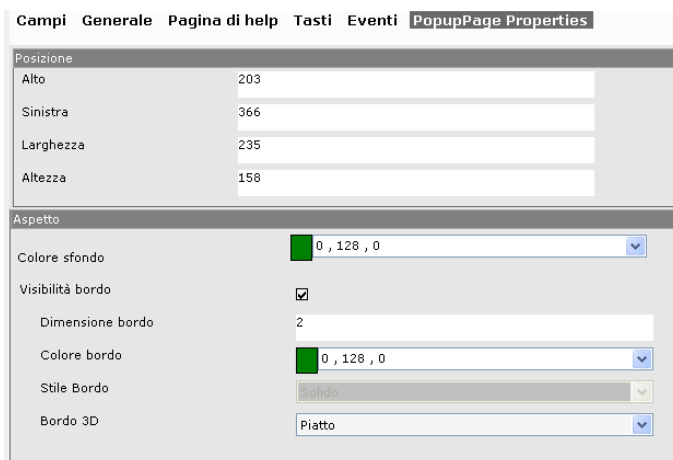 Campi Generale Pagina di help Tasti Eventi PopupPage Properties
Posizione
Alto 203
Sinistra 366
Larghezza 235
Altezza 158
Aspetto
Colore sfondo 0 , 128 , 0
Visibilità bordo
Dimensione bordo 2
Colore bordo 0 , 128 , 0
Stile Bordo Solido
Bordo 3D Piatto